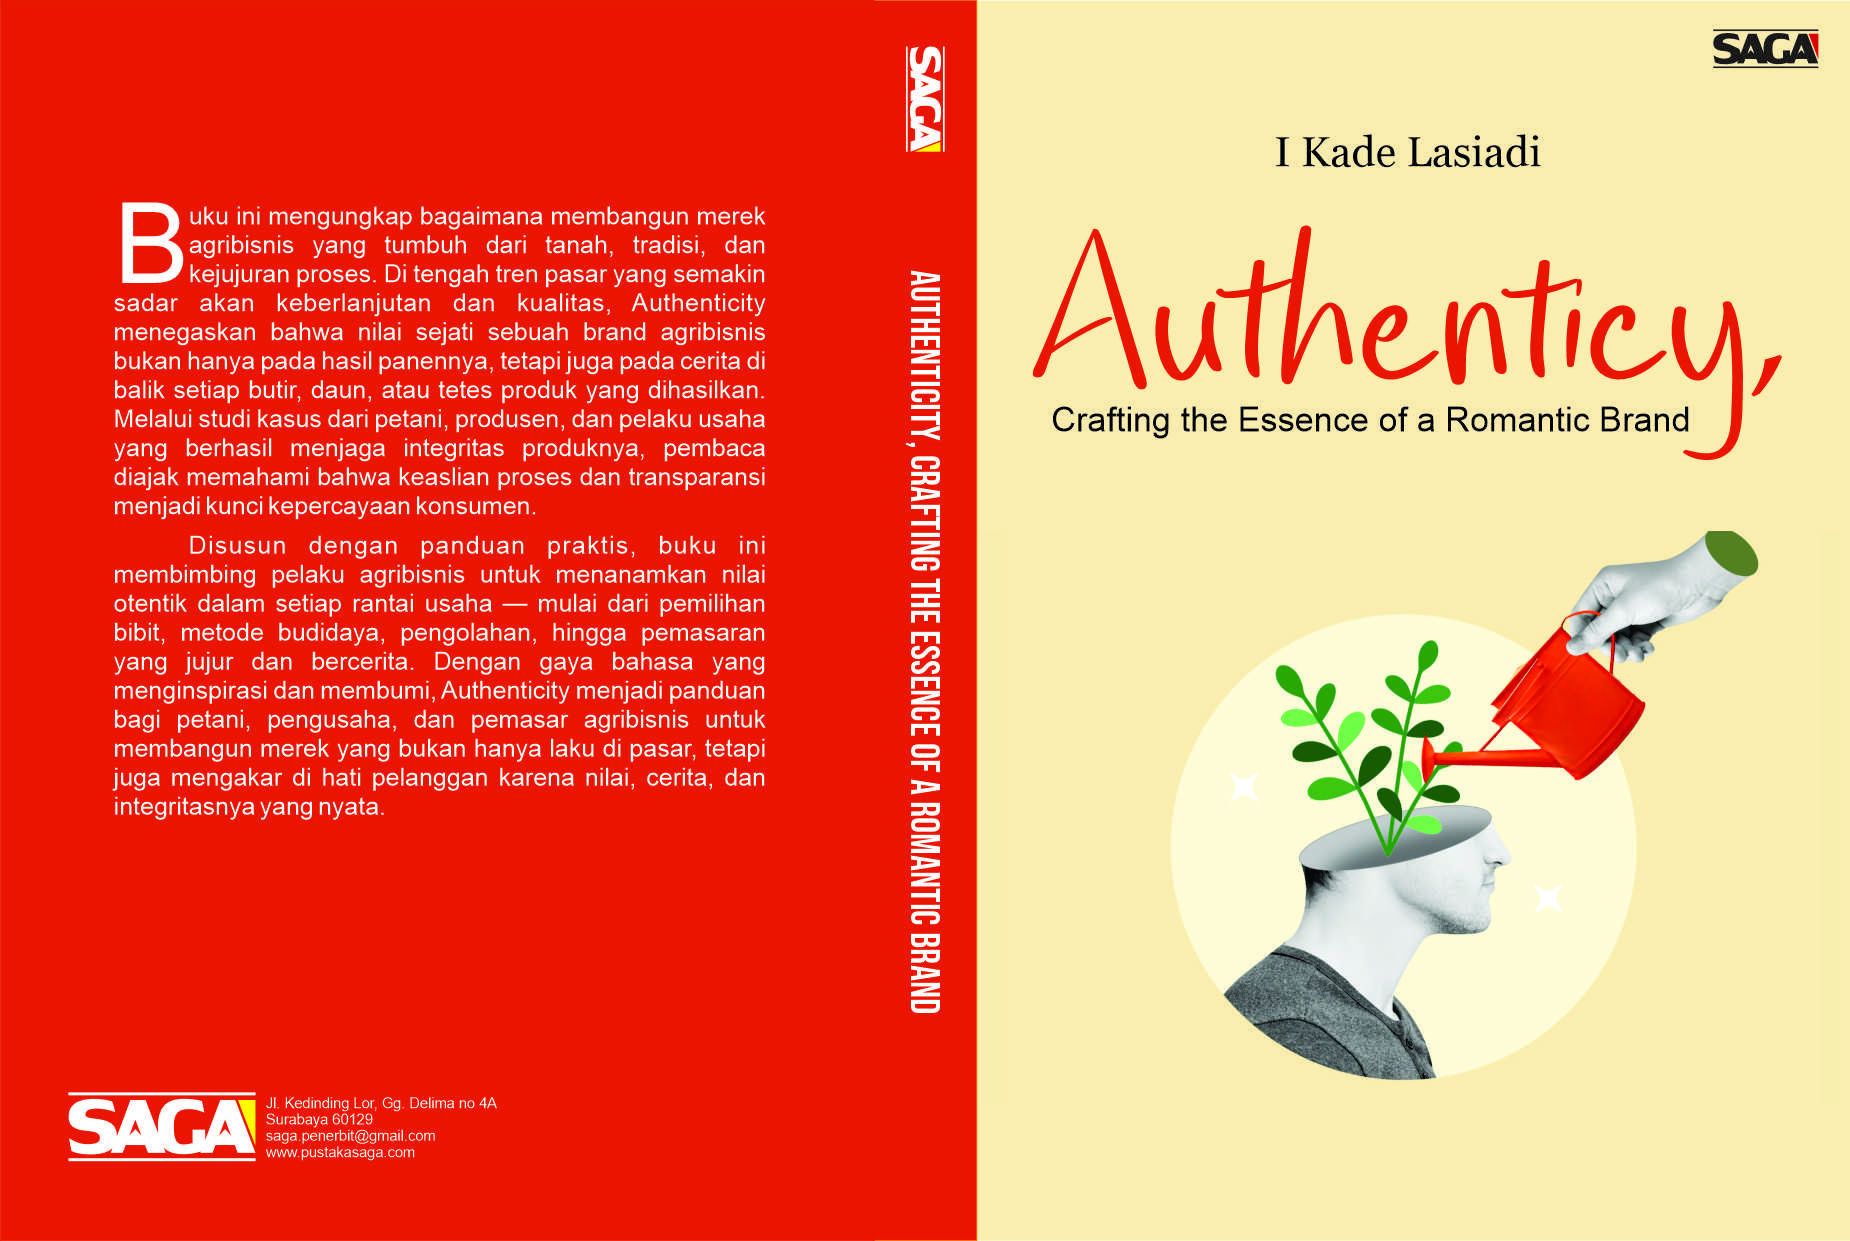 Buku ini mengungkap bagaimana membangun merek
agribisnis yang tumbuh dari tanah, tradisi, dan
kejujuran proses. Di tengah tren pasar yang semakin
sadar akan keberlanjutan dan kualitas, Authenticity
menegaskan bahwa nilai sejati sebuah brand agribisnis
bukan hanya pada hasil panennya, tetapi juga pada cerita di
balik setiap butir, daun, atau tetes produk yang dihasilkan.
Melalui studi kasus dari petani, produsen, dan pelaku usaha
yang berhasil menjaga integritas produknya, pembaca
diajak memahami bahwa keaslian proses dan transparansi
menjadi kunci kepercayaan konsumen.
Disusun dengan panduan praktis, buku ini
membimbing pelaku agribisnis untuk menanamkan nilai
otentik dalam setiap rantai usaha — mulai dari pemilihan
bibit, metode budidaya, pengolahan, hingga pemasaran
yang jujur dan bercerita. Dengan gaya bahasa yang
menginspirasi dan membumi, Authenticity menjadi panduan
bagi petani, pengusaha, dan pemasar agribisnis untuk
membangun merek yang bukan hanya laku di pasar, tetapi
juga mengakar di hati pelanggan karena nilai, cerita, dan
integritasnya yang nyata.
SAGA
Jl. Kedinding Lor, Gg. Delima no 4A
Surabaya 60129
saga.penerbit@gmail.com
www.pustakasaga.com
SAGA
AUTHENTICITY, CRAFTING THE ESSENCE OF A ROMANTIC BRAND
SAGA
I Kade Lasiadi
Authenticy,
Crafting the Essence of a Romantic Brand